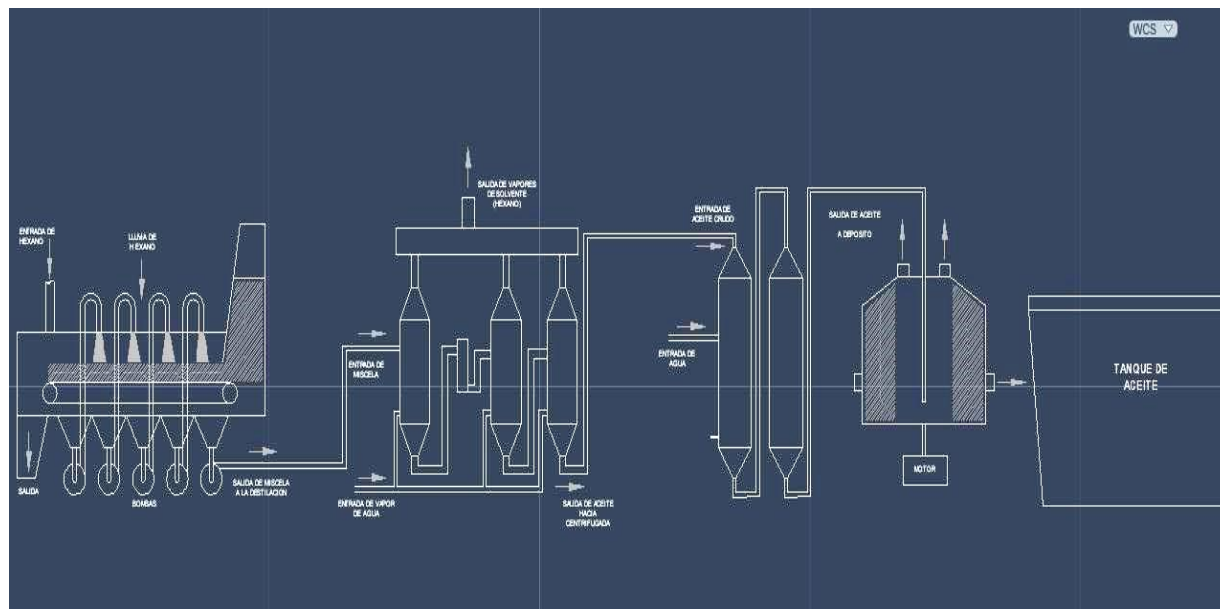 WCS
SALIDA DE VAPORES
DE SOLVENTE
(HEXANO)
ENTRADA DE
HEXANO
LLUVIA DE
HEXANO
ENTRADA DE
ACEITE CRUDO
SALIDA DE ACEITE
A DEPOSITO
ENTRADA DE
MISCELA
ENTRADA DE
AGUA
TANQUE DE
ACEITE
SALIDA
BOMBAS
SALIDA DE MISCELA
A LA DESTILACION
ENTRADA DE VAPOR
DE AGUA
SALIDA DE ACEITE
HACIA
CENTRIFUGADA
MOTOR